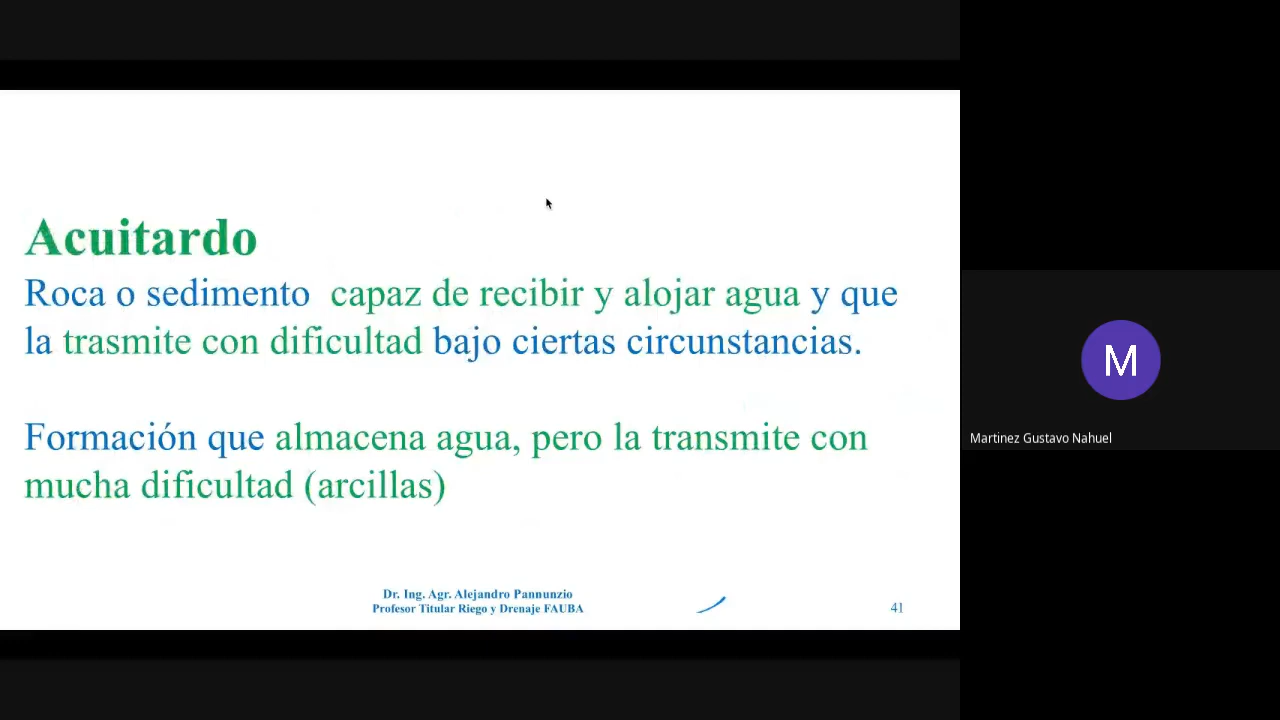 Acuitardo
Roca o sedimento capaz de recibir y alojar agua y que
la trasmite con dificultad bajo ciertas circunstancias.
Formación que almacena agua, pero la transmite con
mucha dificultad (arcillas)
Dr. Ing. Agr. Alejandro Pannunzio
Profesor Titular Riego y Drenaje FAUBA
41
M
Martinez Gustavo Nahuel